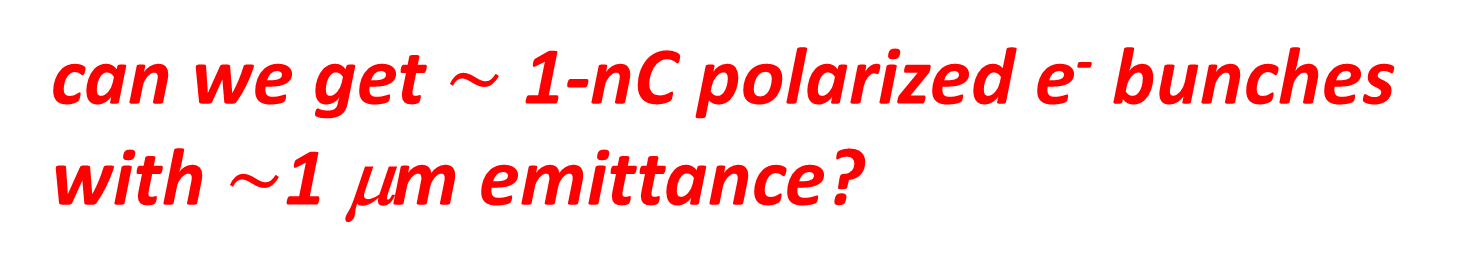 can we get ~ 1-nC polarized e⁻ bunches
with ~1 μm emittance?